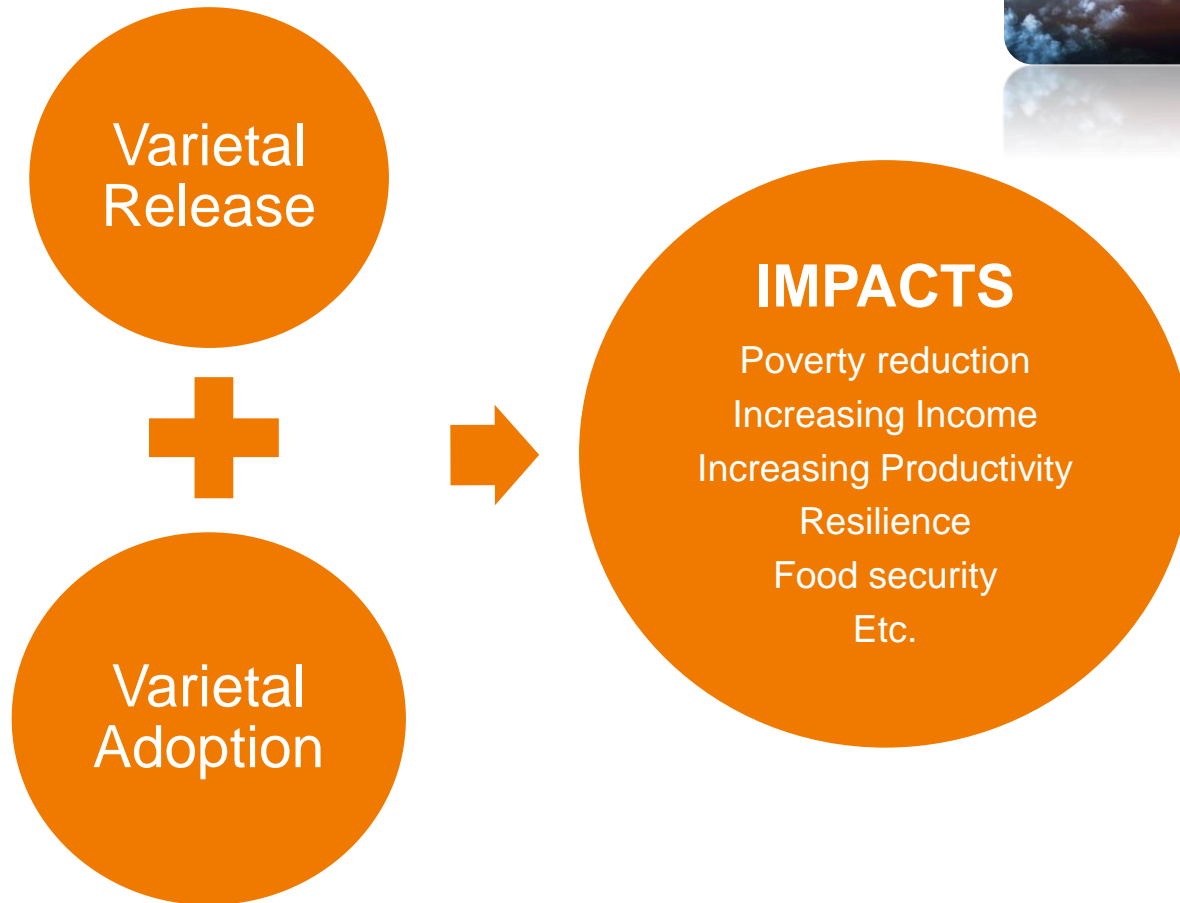 Varietal
Release
Varietal
Adoption
IMPACTS
Poverty reduction
Increasing Income
Increasing Productivity
Resilience
Food security
Etc.